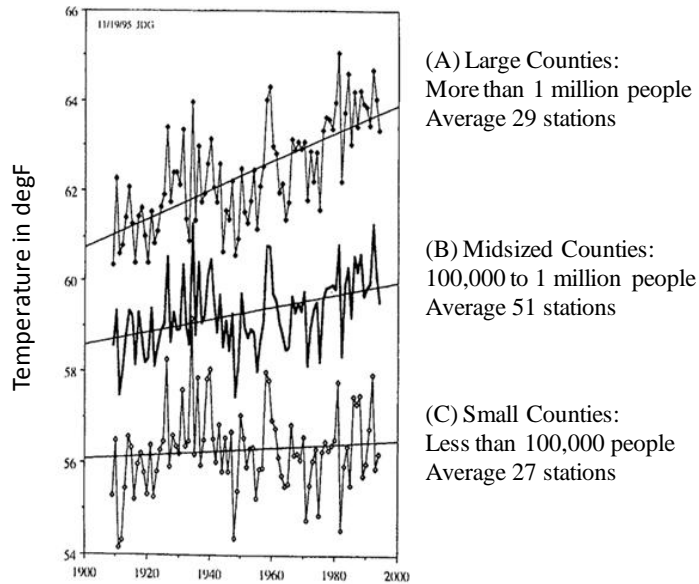 66
11/19/95 JDG
64
62
60
58
56
54
1900
1920
1940
1960
1980
2000
Temperature in degF
(A) Large Counties:
More than 1 million people
Average 29 stations
(B) Midsized Counties:
100,000 to 1 million people
Average 51 stations
(C) Small Counties:
Less than 100,000 people
Average 27 stations